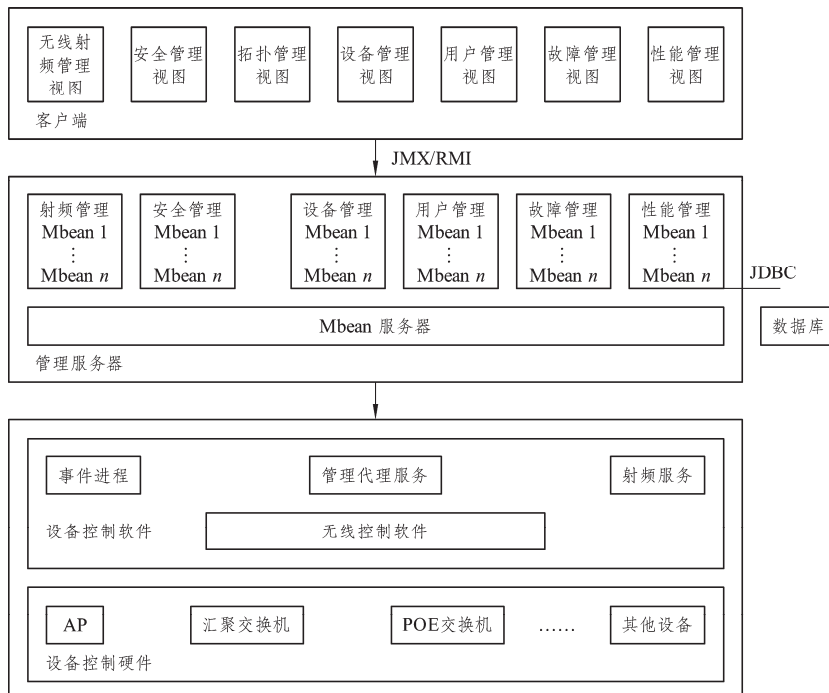 无线射 安全管理 拓扑管理 设备管理 用户管理 故障管理 性能管理
频管理 视图 视图 视图 视图 视图 视图
视图
客户端
JMX/RMI
射频管理 安全管理 设备管理 用户管理 故障管理 性能管理
Mbean 1 Mbean 1 Mbean 1 Mbean 1 Mbean 1 Mbean 1
⋮ ⋮ ⋮ ⋮ ⋮ ⋮
Mbean n Mbean n Mbean n Mbean n Mbean n Mbean n
JDBC
Mbean 服务器
数据库
管理服务器
事件进程 管理代理服务 射频服务
设备控制软件 无线控制软件
AP 汇聚交换机 POE交换机 …… 其他设备
设备控制硬件